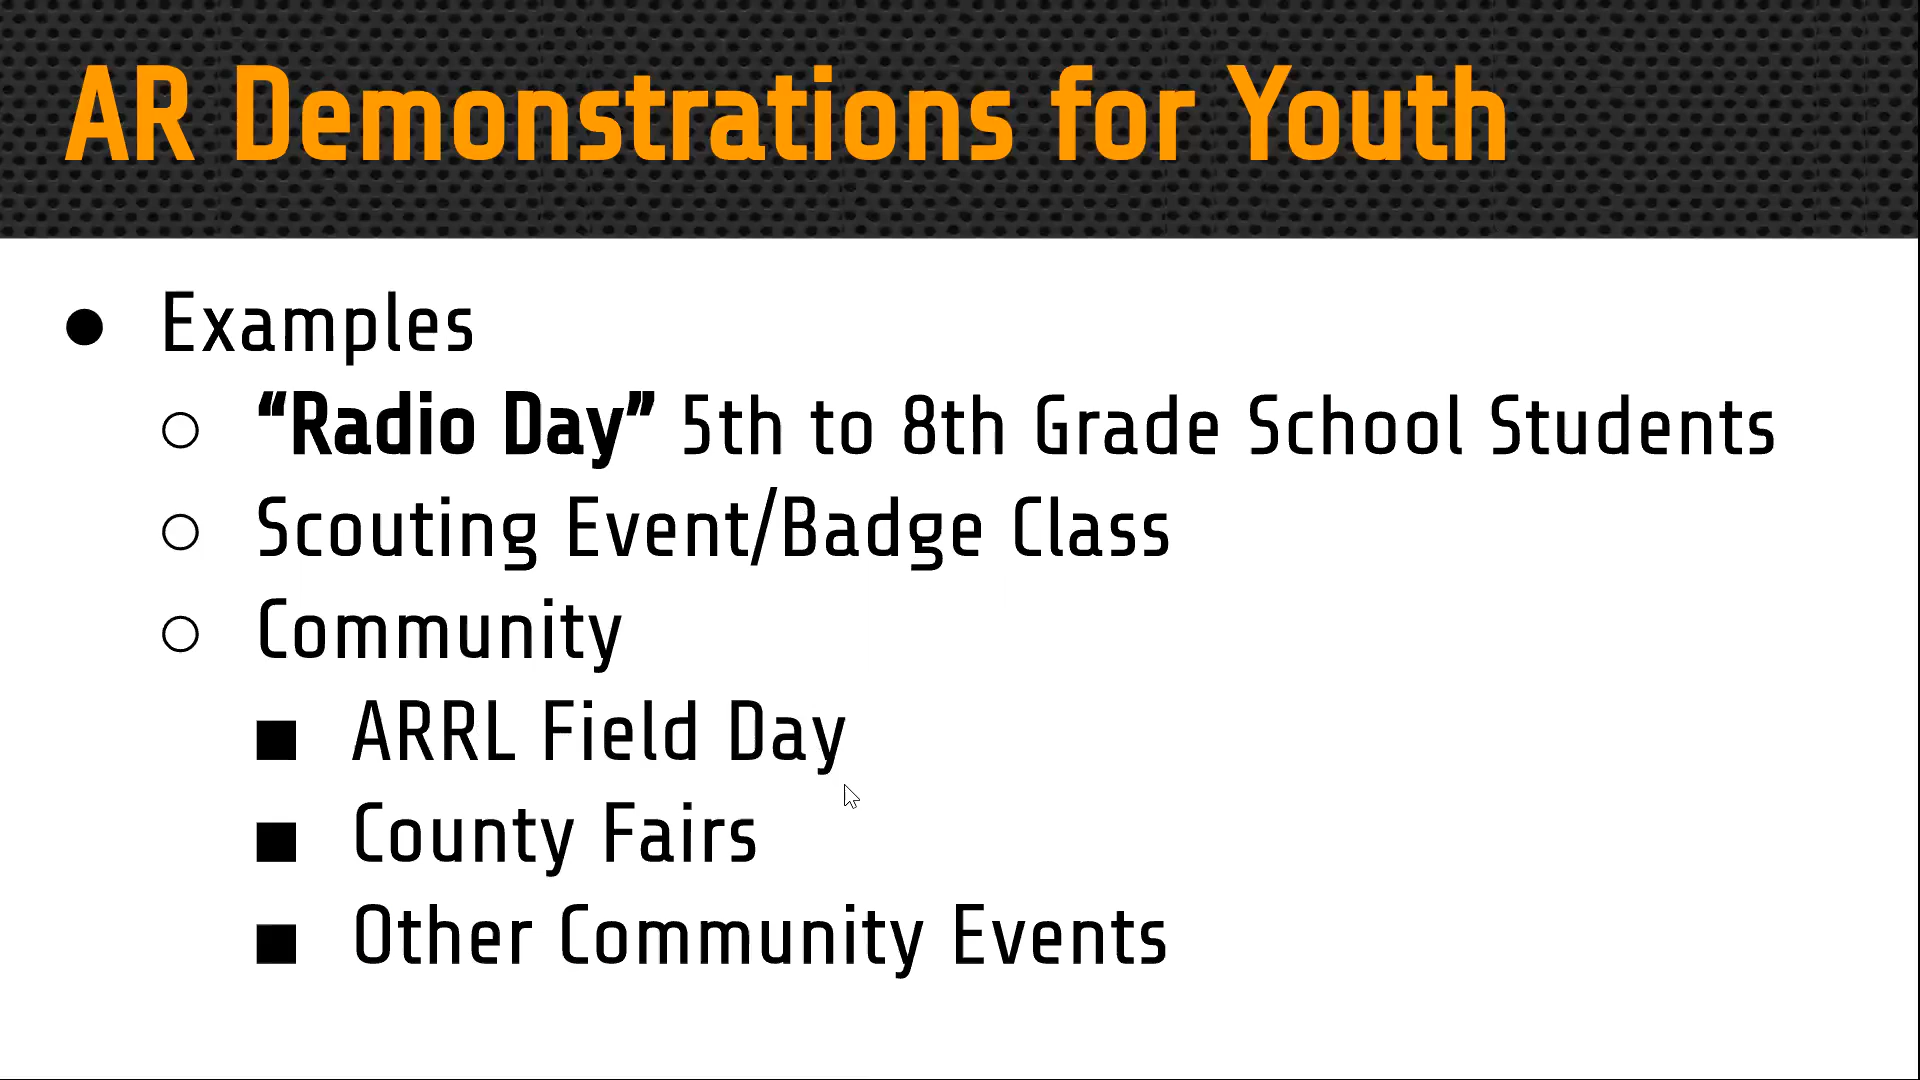 AR Demonstrations for Youth
● Examples
○ “Radio Day” 5th to 8th Grade School Students
○ Scouting Event/Badge Class
○ Community
■ ARRL Field Day
■ County Fairs
■ Other Community Events